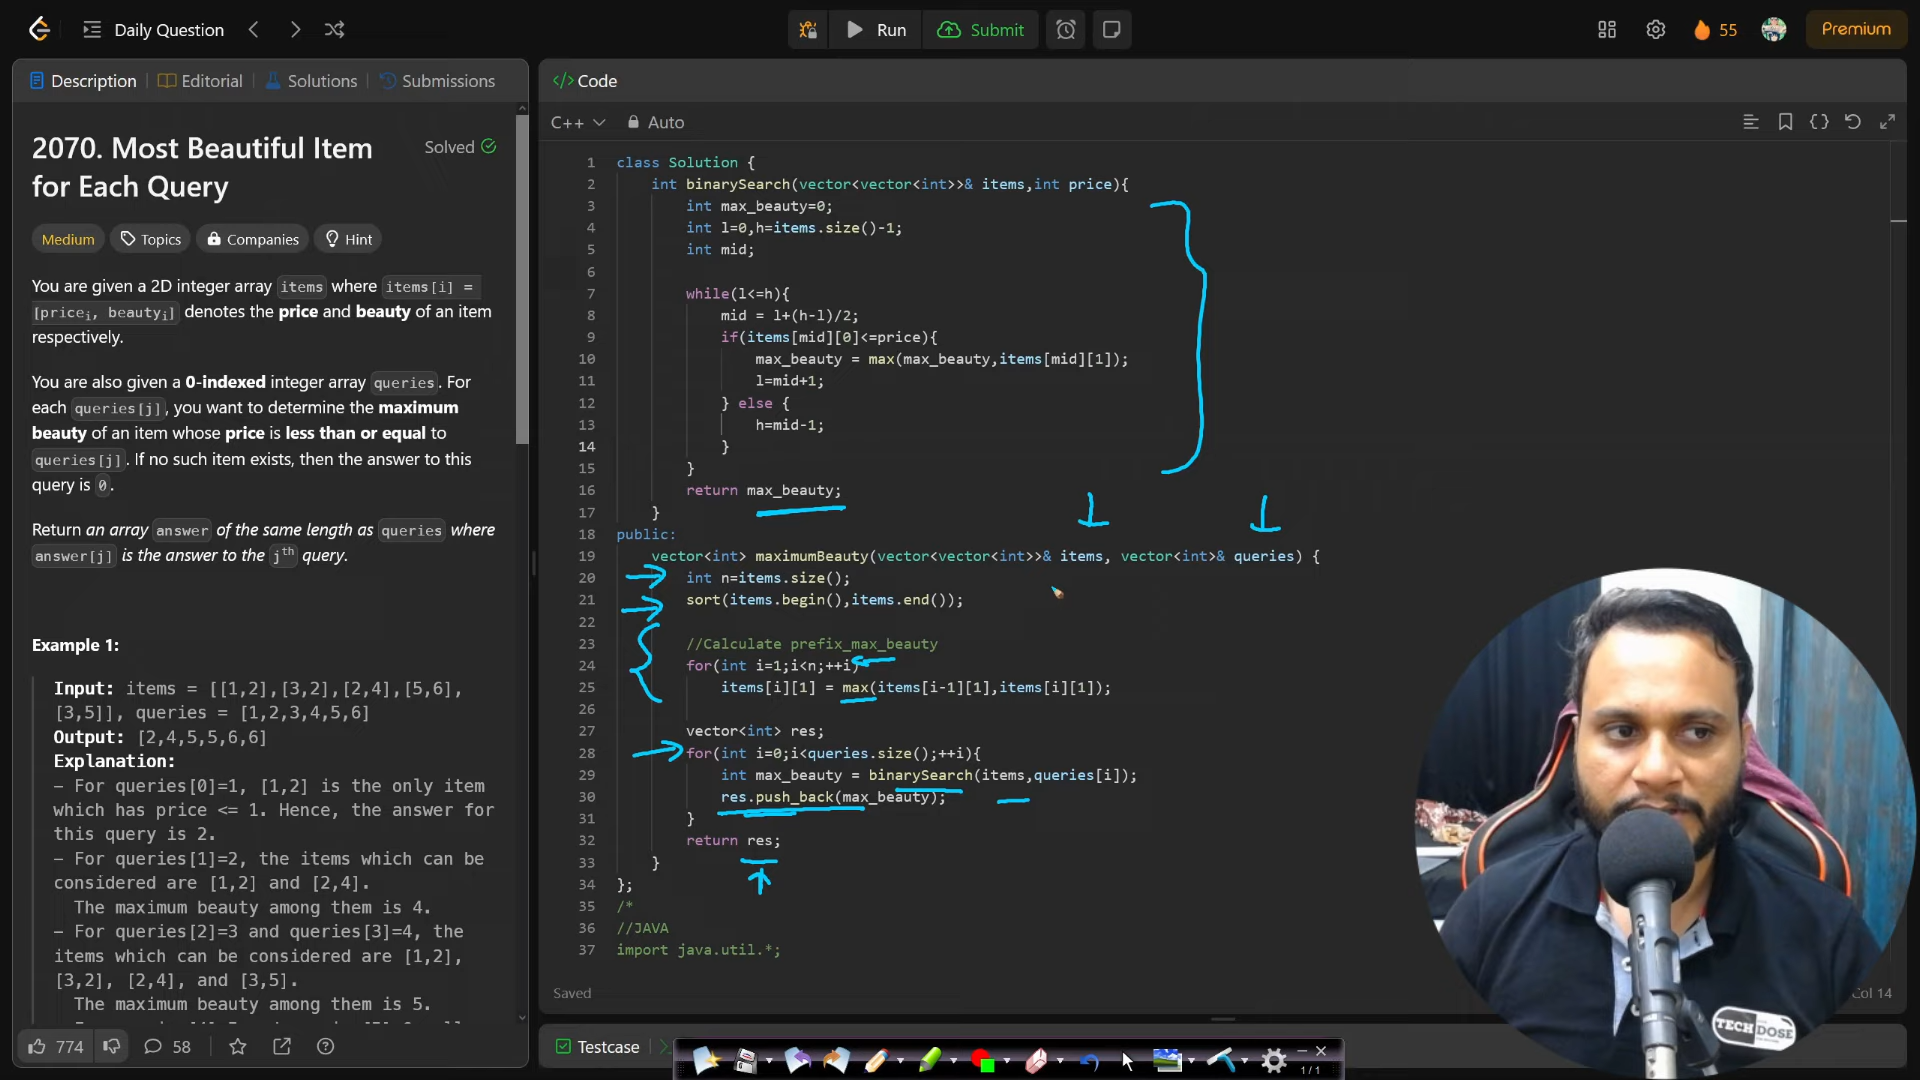 Daily Question
Run
Submit
55
Premium
Description
Editorial
Solutions
Submissions
</> Code
C++
Auto
2070. Most Beautiful Item
for Each Query
Solved
Medium
Topics
Companies
Hint
You are given a 2D integer array items where items[i] =
[priceᵢ, beautyᵢ] denotes the price and beauty of an item
respectively.
You are also given a 0-indexed integer array queries. For
each queries[j], you want to determine the maximum
beauty of an item whose price is less than or equal to
queries[j]. If no such item exists, then the answer to this
query is 0.
Return an array answer of the same length as queries where
answer[j] is the answer to the jᵗʰ query.
Example 1:
Input: items = [[1,2],[3,2],[2,4],[5,6],
[3,5]], queries = [1,2,3,4,5,6]
Output: [2,4,5,5,6,6]
Explanation:
- For queries[0]=1, [1,2] is the only item
which has price <= 1. Hence, the answer for
this query is 2.
- For queries[1]=2, the items which can be
considered are [1,2] and [2,4].
The maximum beauty among them is 4.
- For queries[2]=3 and queries[3]=4, the
items which can be considered are [1,2],
[3,2], [2,4], and [3,5].
The maximum beauty among them is 5.
774
58
1 class Solution {
2 int binarySearch(vector<vector<int>>& items,int price){
3 int max_beauty=0;
4 int l=0,h=items.size()-1;
5 int mid;
6
7 while(l<=h){
8 mid = l+(h-l)/2;
9 if(items[mid][0]<=price){
10 max_beauty = max(max_beauty,items[mid][1]);
11 l=mid+1;
12 } else {
13 h=mid-1;
14 }
15 }
16 return max_beauty;
17 }
18 public:
19 vector<int> maximumBeauty(vector<vector<int>>& items, vector<int>& queries) {
20 int n=items.size();
21 sort(items.begin(),items.end());
22
23 //Calculate prefix_max_beauty
24 for(int i=1;i<n;++i)
25 items[i][1] = max(items[i-1][1],items[i][1]);
26
27 vector<int> res;
28 for(int i=0;i<queries.size();++i){
29 int max_beauty = binarySearch(items,queries[i]);
30 res.push_back(max_beauty);
31 }
32 return res;
33 }
34 };
35 /*
36 //JAVA
37 import java.util.*;
Saved
Col 14
Testcase
1/1
TECH DOSE